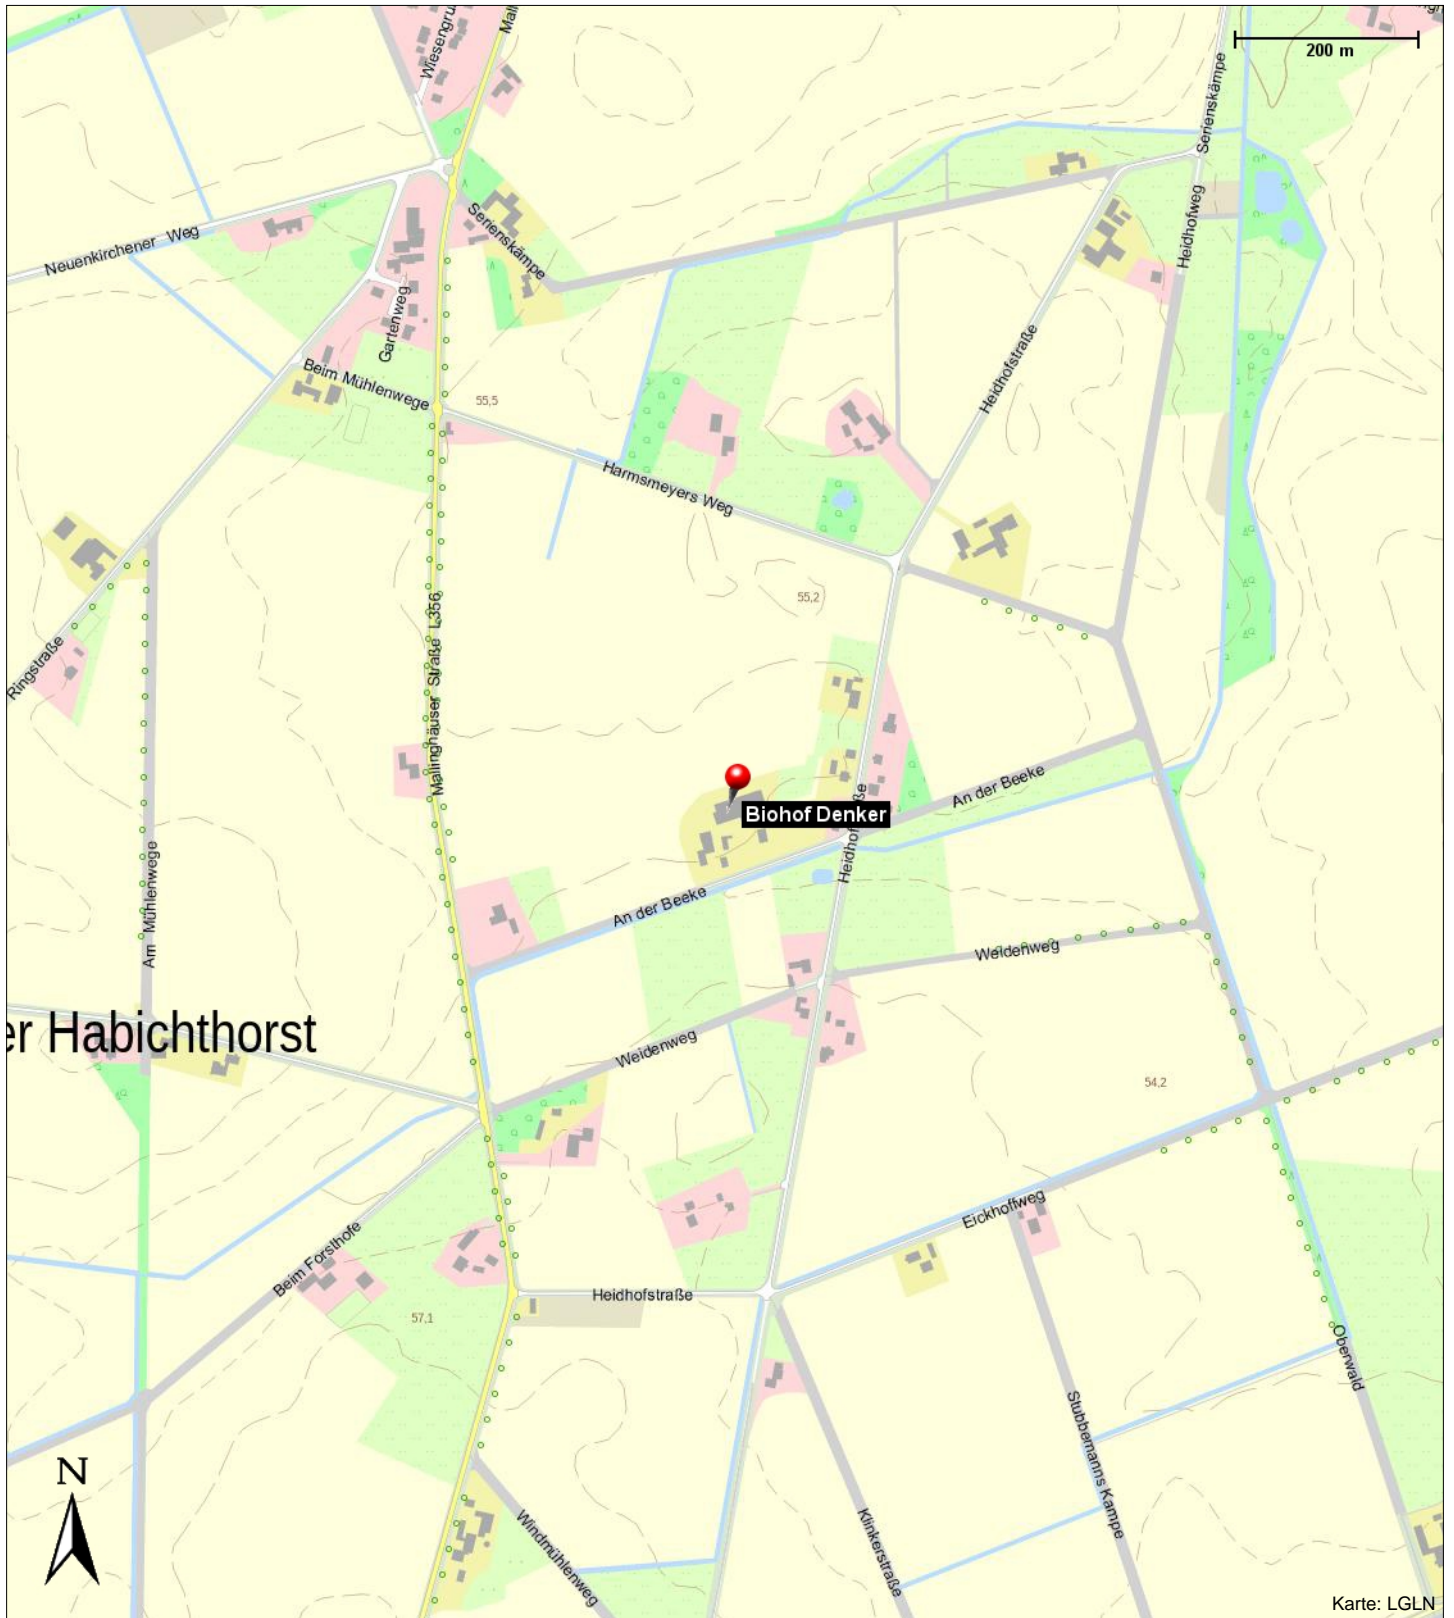 Wiesengru
Mall
200 m
Serienskämpe
Neuenkirchener Weg
Serienskämpe
Heidhofweg
Gartenweg
Beim Mühlenwege
55,5
Heidhofstraße
Harmsmeyers Weg
55,2
Ringstraße
Mallinghäuser Straße L356
An der Beeke
Biohof Denker
Heidhofstraße
Am Mühlenwege
An der Beeke
Weidenweg
er Habichthorst
Weidenweg
54,2
Eickhoffweg
Beim Forsthofe
Heidhofstraße
57,1
Oberwald
Stubbemanns Kampe
N
Windmühlenweg
Klinkerstraße
Karte: LGLN